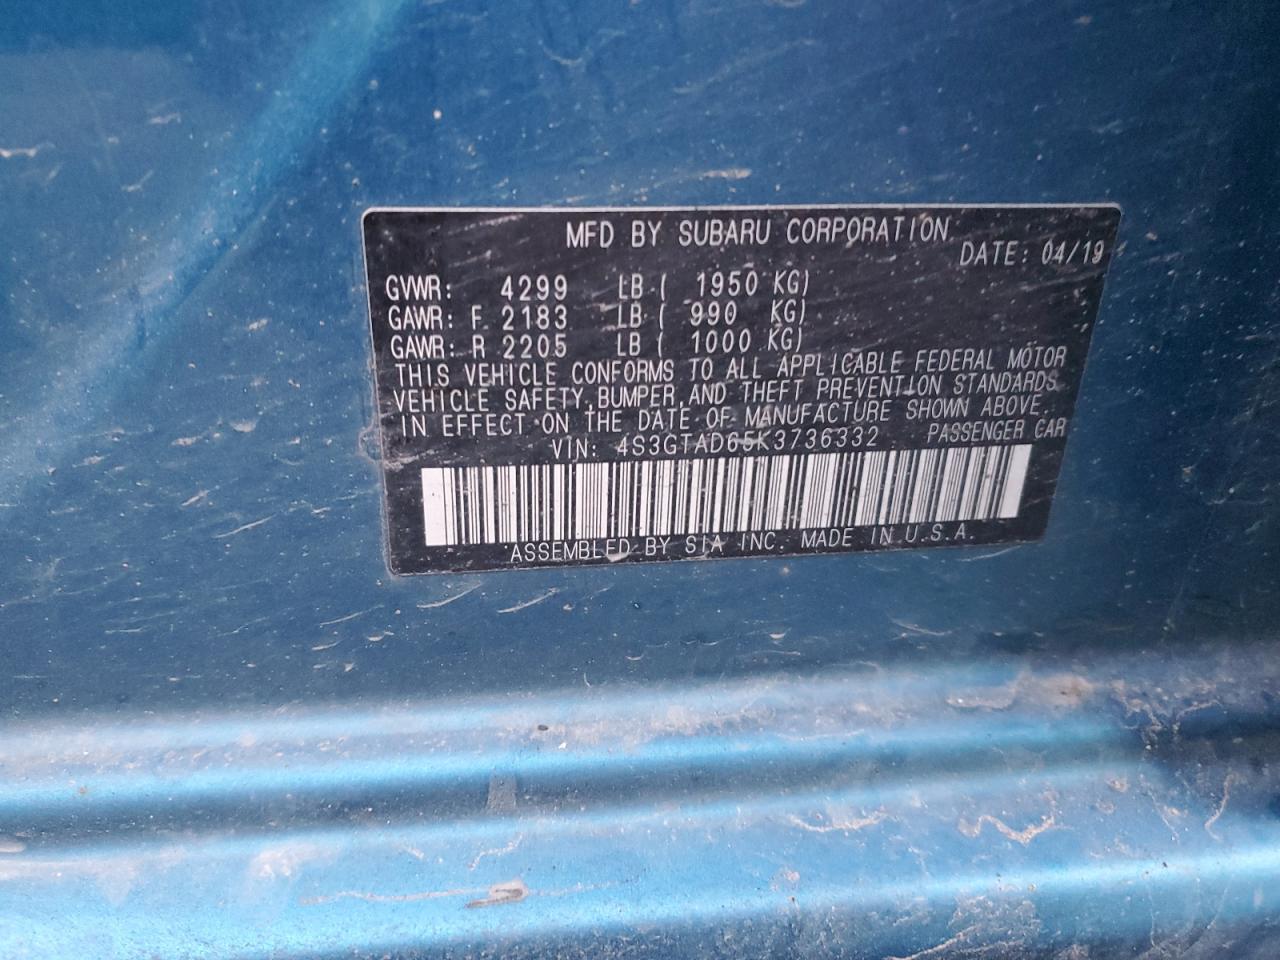 MFD BY SUBARU CORPORATION
DATE: 04/19
GVWR: 4299 LB ( 1950 KG)
GAWR: F 2183 LB ( 990 KG)
GAWR: R 2205 LB ( 1000 KG)
THIS VEHICLE CONFORMS TO ALL APPLICABLE FEDERAL MOTOR
VEHICLE SAFETY, BUMPER, AND THEFT PREVENTION STANDARDS
IN EFFECT ON THE DATE OF MANUFACTURE SHOWN ABOVE.
VIN: 4S3GTAD65K3736332 PASSENGER CAR
ASSEMBLED BY SIA INC. MADE IN U.S.A.